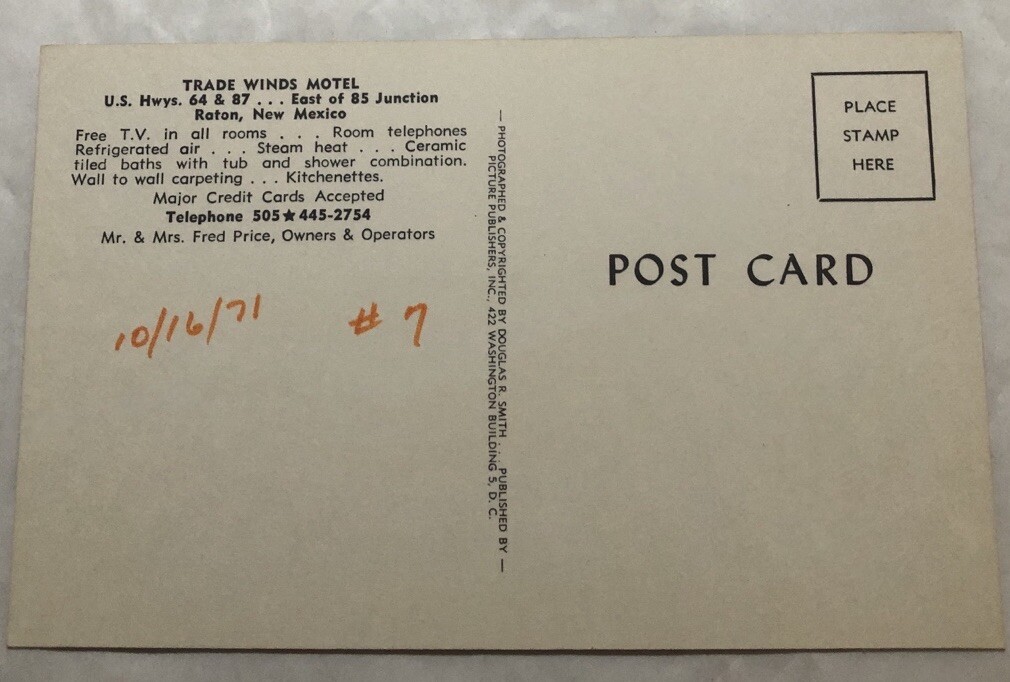 TRADE WINDS MOTEL
U.S. Hwys. 64 & 87 . . . East of 85 Junction
Raton, New Mexico
Free T.V. in all rooms . . . Room telephones
Refrigerated air . . . Steam heat . . . Ceramic
tiled baths with tub and shower combination.
Wall to wall carpeting . . . Kitchenettes.
Major Credit Cards Accepted
Telephone 505★445-2754
Mr. & Mrs. Fred Price, Owners & Operators
10/16/71 # 7
— PHOTOGRAPHED & COPYRIGHTED BY DOUGLAS R. SMITH . . . PUBLISHED BY —
PICTURE PUBLISHERS, INC., 422 WASHINGTON BUILDING 5, D. C.
PLACE
STAMP
HERE
POST CARD